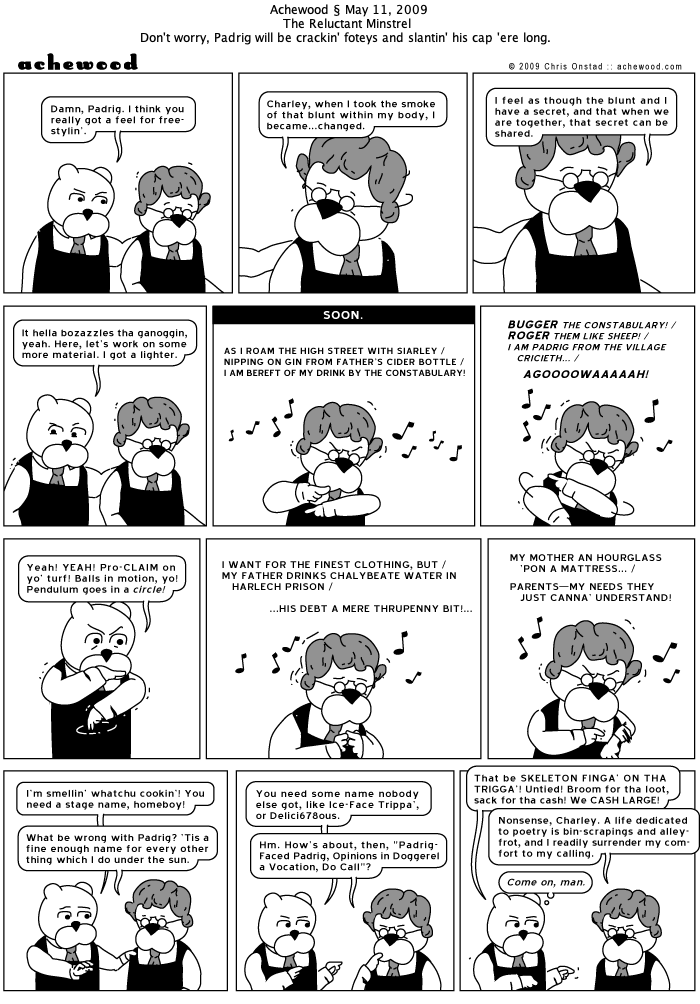 Achewood § May 11, 2009
The Reluctant Minstrel
Don't worry, Padrig will be crackin' foteys and slantin' his cap 'ere long.
achewood
© 2009 Chris Onstad :: achewood.com
Damn, Padrig. I think you
really got a feel for free-
stylin'.
Charley, when I took the smoke
of that blunt within my body, I
became...changed.
I feel as though the blunt and I
have a secret, and that when we
are together, that secret can be
shared.
It hella bozazzles tha ganoggin,
yeah. Here, let's work on some
more material. I got a lighter.
SOON.
AS I ROAM THE HIGH STREET WITH SIARLEY /
NIPPING ON GIN FROM FATHER'S CIDER BOTTLE /
I AM BEREFT OF MY DRINK BY THE CONSTABULARY!
BUGGER THE CONSTABULARY! /
ROGER THEM LIKE SHEEP! /
I AM PADRIG FROM THE VILLAGE
CRICIETH... /
AGOOOOWAAAAAH!
Yeah! YEAH! Pro-CLAIM on
yo' turf! Balls in motion, yo!
Pendulum goes in a circle!
I WANT FOR THE FINEST CLOTHING, BUT /
MY FATHER DRINKS CHALYBEATE WATER IN
HARLECH PRISON /
...HIS DEBT A MERE THRUPENNY BIT!...
MY MOTHER AN HOURGLASS
'PON A MATTRESS... /
PARENTS—MY NEEDS THEY
JUST CANNA' UNDERSTAND!
I'm smellin' whatchu cookin'! You
need a stage name, homeboy!
What be wrong with Padrig? 'Tis a
fine enough name for every other
thing which I do under the sun.
You need some name nobody
else got, like Ice-Face Trippa',
or Delici678ous.
Hm. How's about, then, "Padrig-
Faced Padrig, Opinions in Doggerel
a Vocation, Do Call"?
That be SKELETON FINGA' ON THA
TRIGGA'! Untied! Broom for tha loot,
sack for tha cash! We CASH LARGE!
Nonsense, Charley. A life dedicated
to poetry is bin-scrapings and alley-
frot, and I readily surrender my com-
fort to my calling.
Come on, man.